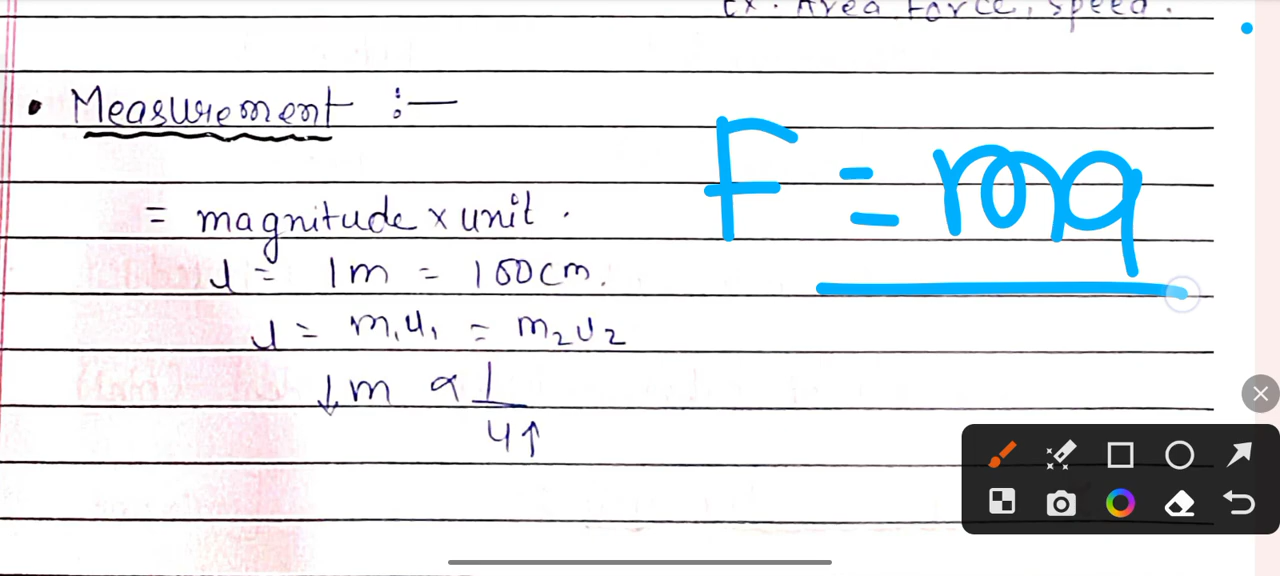 Ex. Area Force, Speed.
• Measurement :—
= magnitude × unit.
l = 1m = 100cm.
l = m₁u₁ = m₂u₂
↓m ∝ 1/u↑
F = ma